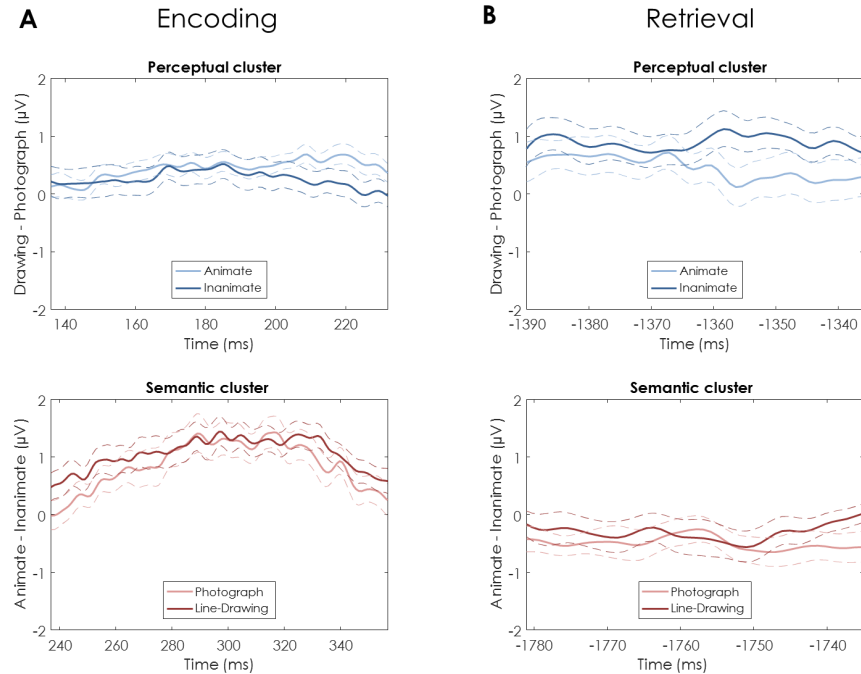 A Encoding
Perceptual cluster
Drawing - Photograph (µV)
2
1
0
-1
-2
Animate
Inanimate
140 160 180 200 220
Time (ms)
Semantic cluster
Animate - Inanimate (µV)
2
1
0
-1
-2
Photograph
Line-Drawing
240 260 280 300 320 340
Time (ms)
B Retrieval
Perceptual cluster
Drawing - Photograph (µV)
2
1
0
-1
-2
Animate
Inanimate
-1390 -1380 -1370 -1360 -1350 -1340
Time (ms)
Semantic cluster
Animate - Inanimate (µV)
2
1
0
-1
-2
Photograph
Line-Drawing
-1780 -1770 -1760 -1750 -1740
Time (ms)